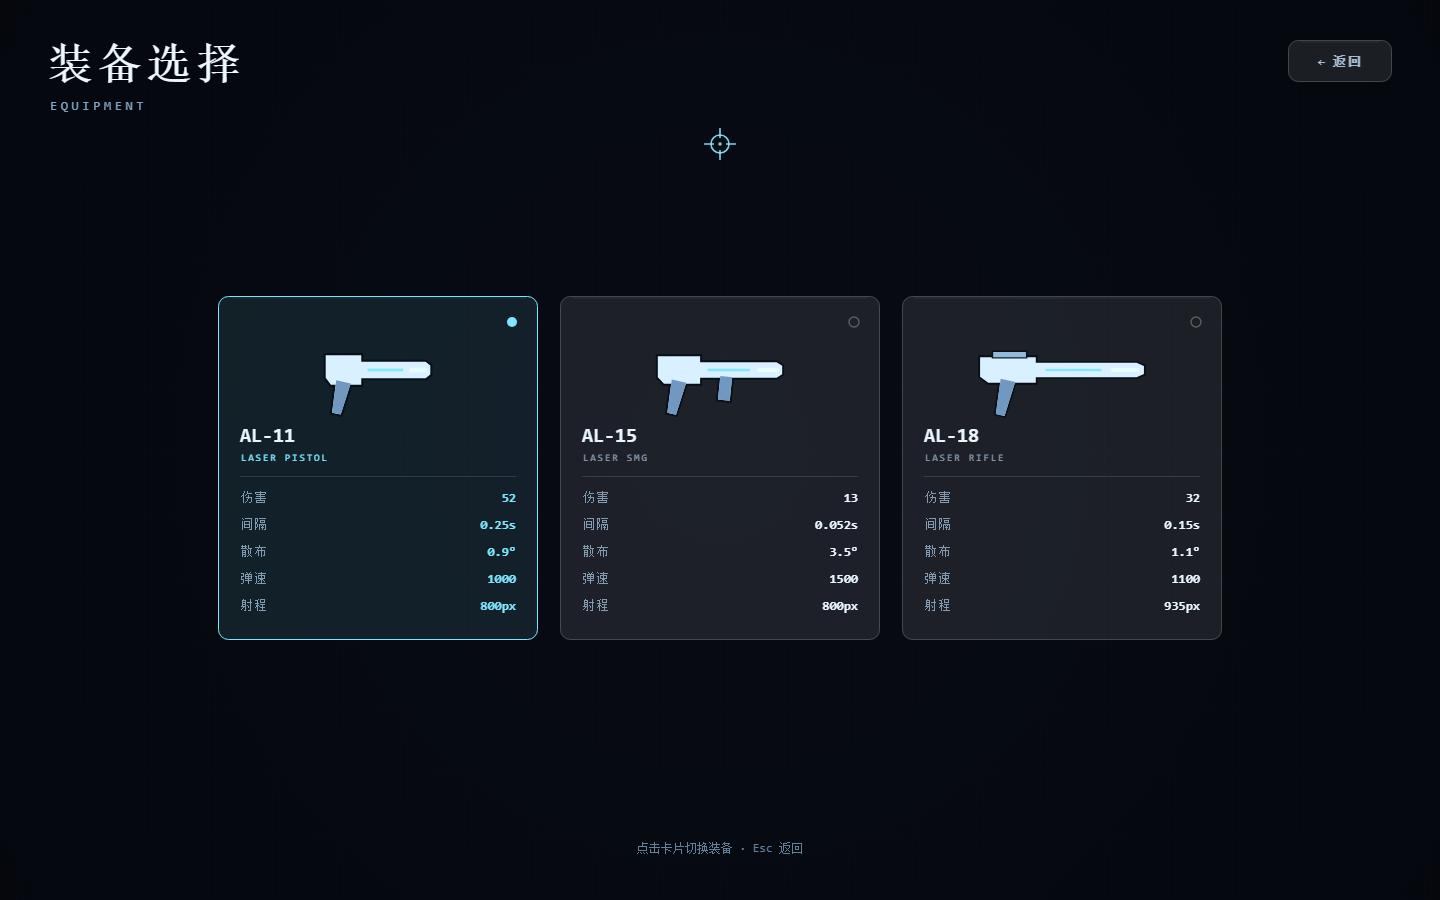 装备选择
EQUIPMENT
← 返回
AL-11
LASER PISTOL
伤害 52
间隔 0.25s
散布 0.9°
弹速 1000
射程 800px
AL-15
LASER SMG
伤害 13
间隔 0.052s
散布 3.5°
弹速 1500
射程 800px
AL-18
LASER RIFLE
伤害 32
间隔 0.15s
散布 1.1°
弹速 1100
射程 935px
点击卡片切换装备 · Esc 返回